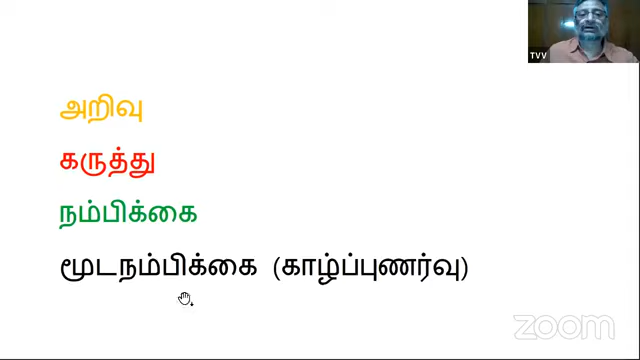 அறிவு
கருத்து
நம்பிக்கை
மூடநம்பிக்கை (காழ்ப்புணர்வு)
TVV
zoom